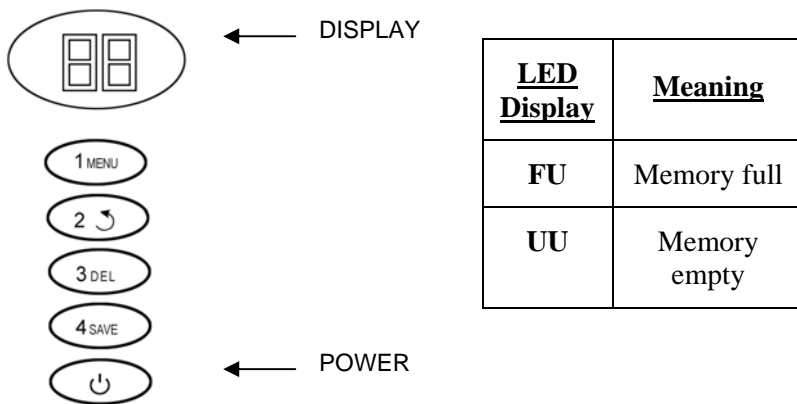 DISPLAY
1 MENU
2
3 DEL
4 SAVE
POWER
LED Display
Meaning
FU
Memory full
UU
Memory empty